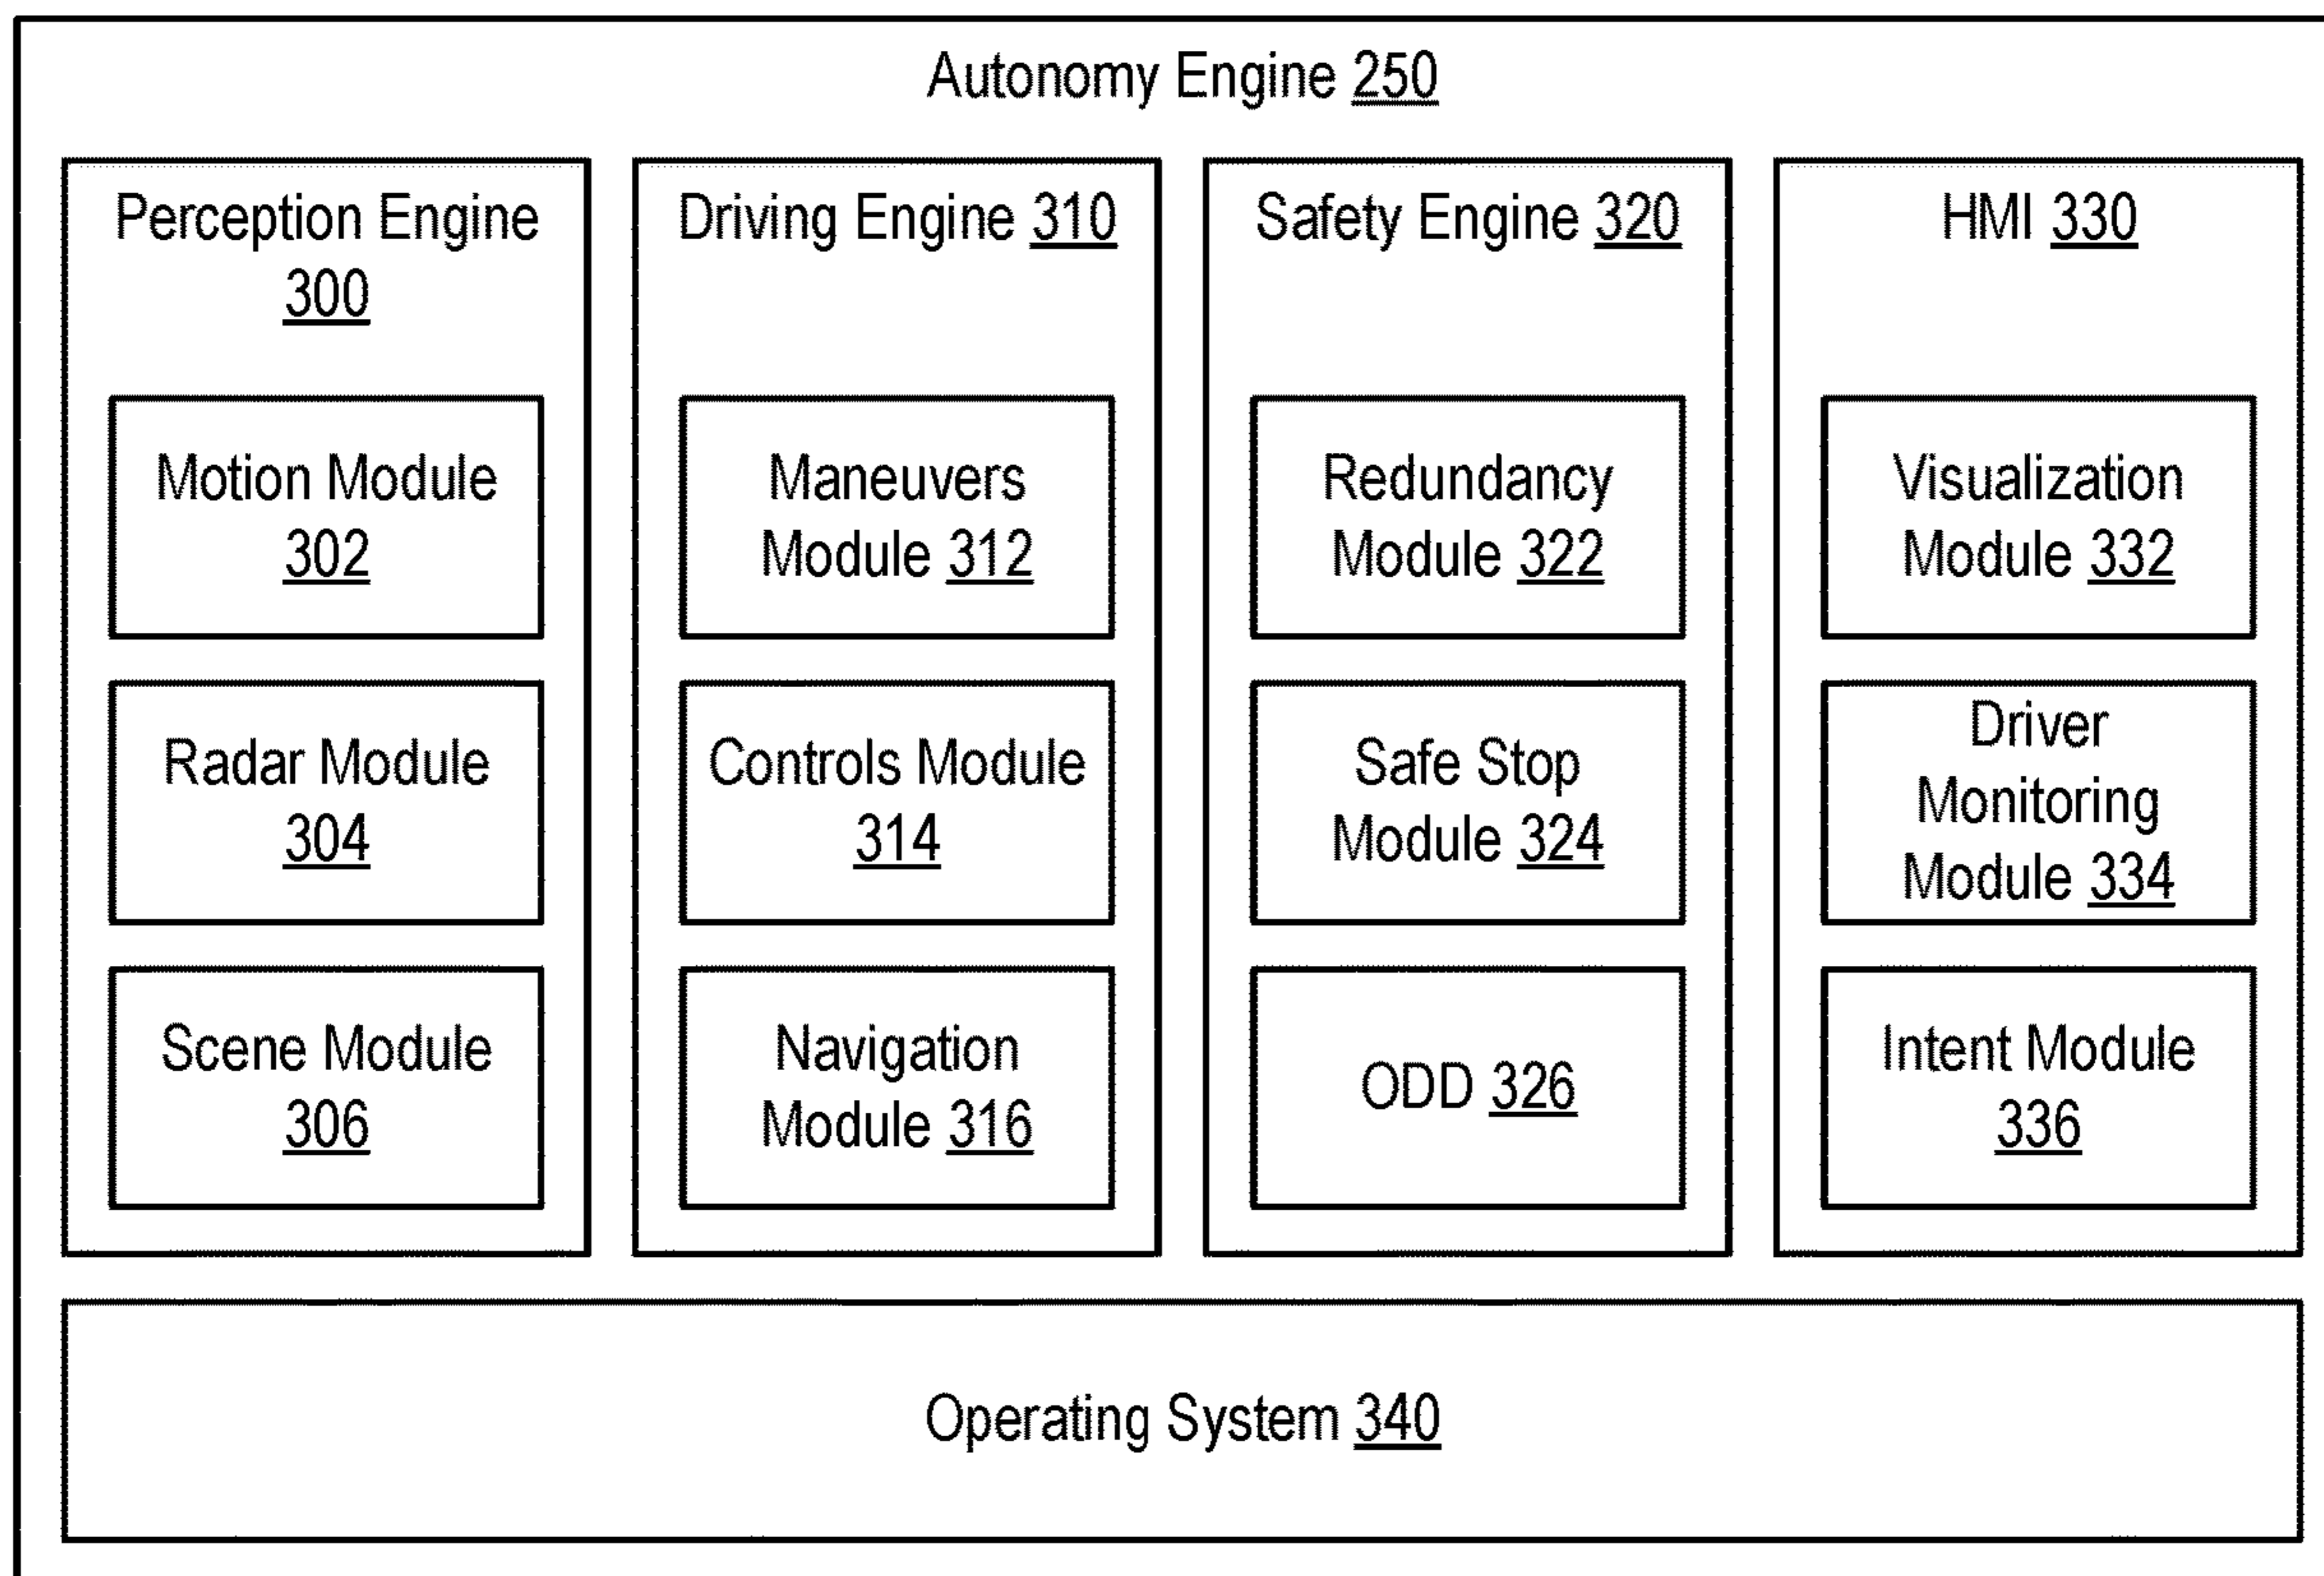 Autonomy Engine 250
Perception Engine
300
Motion Module
302
Radar Module
304
Scene Module
306
Driving Engine 310
Maneuvers
Module 312
Controls Module
314
Navigation
Module 316
Safety Engine 320
Redundancy
Module 322
Safe Stop
Module 324
ODD 326
HMI 330
Visualization
Module 332
Driver
Monitoring
Module 334
Intent Module
336
Operating System 340